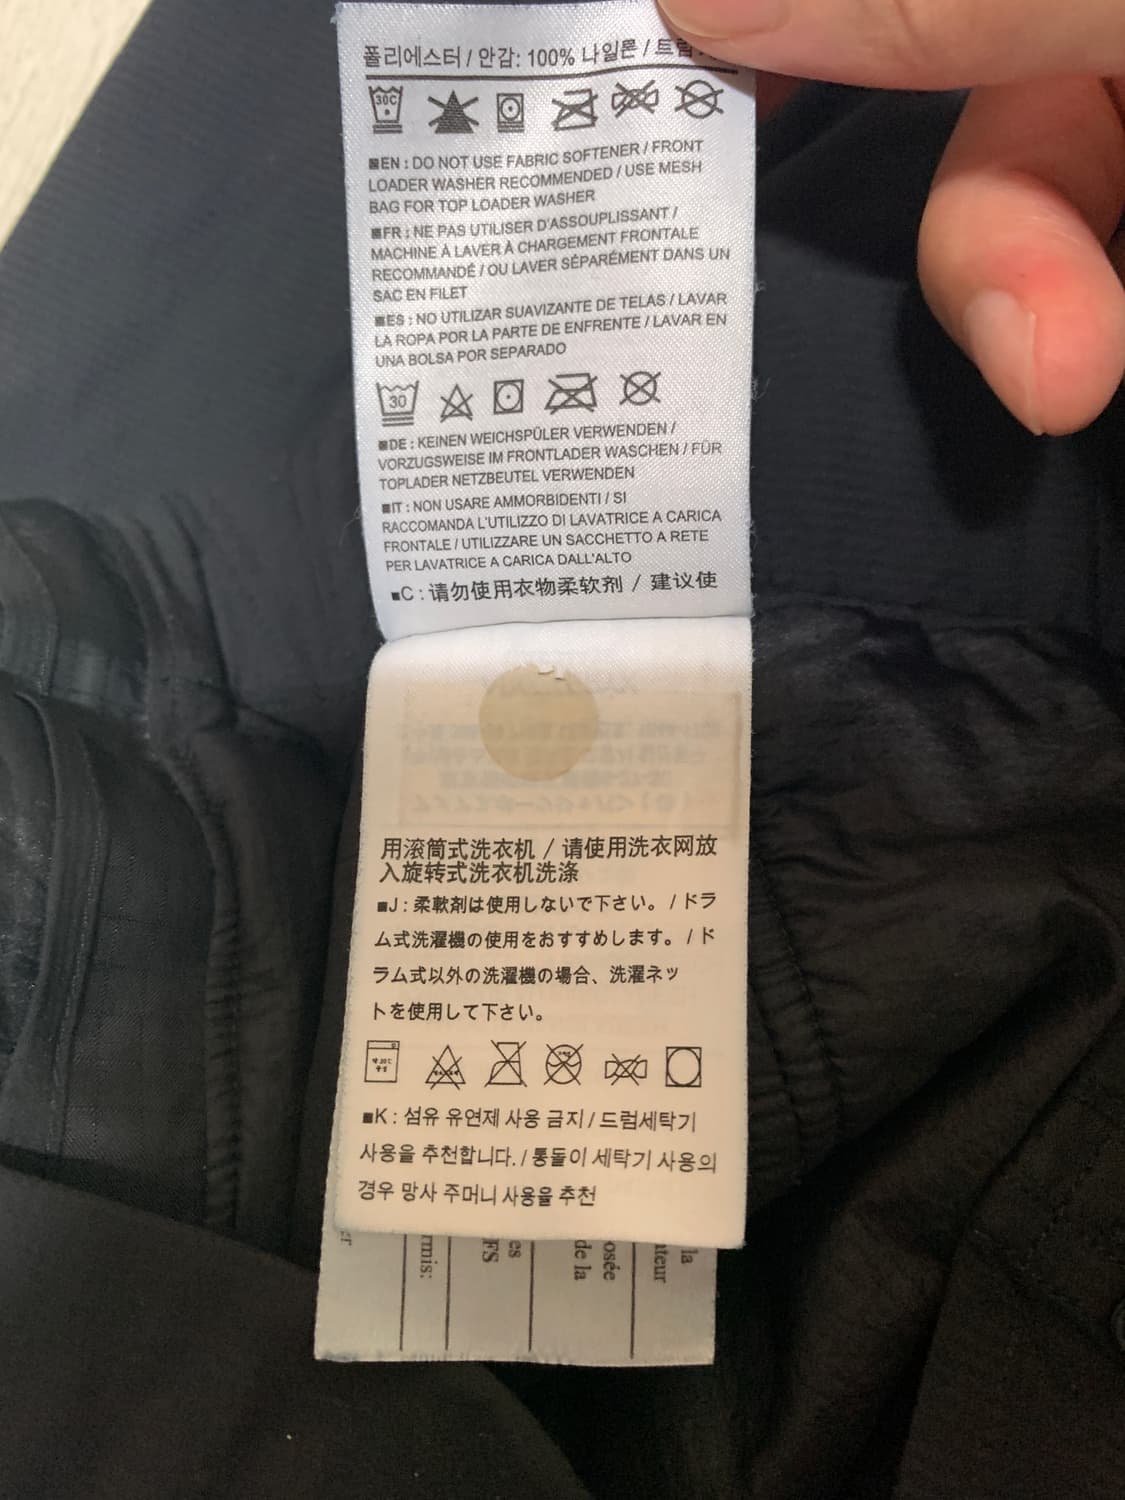 폴리에스터 / 안감: 100% 나일론 / 트림
30C
■EN : DO NOT USE FABRIC SOFTENER / FRONT
LOADER WASHER RECOMMENDED / USE MESH
BAG FOR TOP LOADER WASHER
■FR : NE PAS UTILISER D'ASSOUPLISSANT /
MACHINE À LAVER À CHARGEMENT FRONTALE
RECOMMANDÉ / OU LAVER SÉPARÉMENT DANS UN
SAC EN FILET
■ES : NO UTILIZAR SUAVIZANTE DE TELAS / LAVAR
LA ROPA POR LA PARTE DE ENFRENTE / LAVAR EN
UNA BOLSA POR SEPARADO
30
■DE : KEINEN WEICHSPÜLER VERWENDEN /
VORZUGSWEISE IM FRONTLADER WASCHEN / FÜR
TOPLADER NETZBEUTEL VERWENDEN
■IT : NON USARE AMMORBIDENTI / SI
RACCOMANDA L'UTILIZZO DI LAVATRICE A CARICA
FRONTALE / UTILIZZARE UN SACCHETTO A RETE
PER LAVATRICE A CARICA DALL'ALTO
■C : 请勿使用衣物柔软剂 / 建议使
用滚筒式洗衣机 / 请使用洗衣网放
入旋转式洗衣机洗涤
■J : 柔軟剤は使用しないで下さい。/ ドラ
ム式洗濯機の使用をおすすめします。/ ド
ラム式以外の洗濯機の場合、洗濯ネッ
トを使用して下さい。
■K : 섬유 유연제 사용 금지 / 드럼세탁기
사용을 추천합니다. / 통돌이 세탁기 사용의
경우 망사 주머니 사용을 추천
rmis:
FS
es
de la
osée
ateur
la